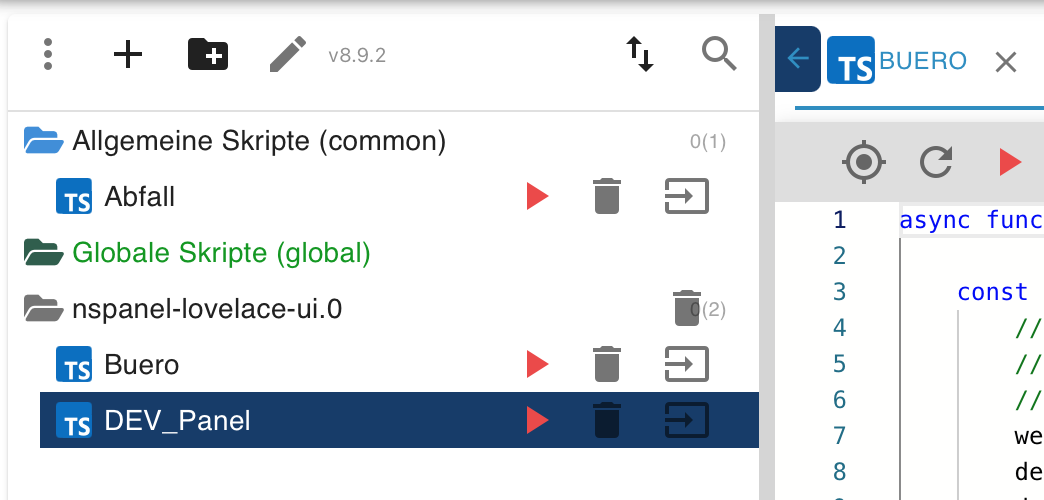 v8.9.2
TS BUERO
Allgemeine Skripte (common) 0(1)
TS Abfall
Globale Skripte (global)
nspanel-lovelace-ui.0 0(2)
TS Buero
TS DEV_Panel
1 async func
2
3 const
4 //
5 //
6 //
7 we
8 de